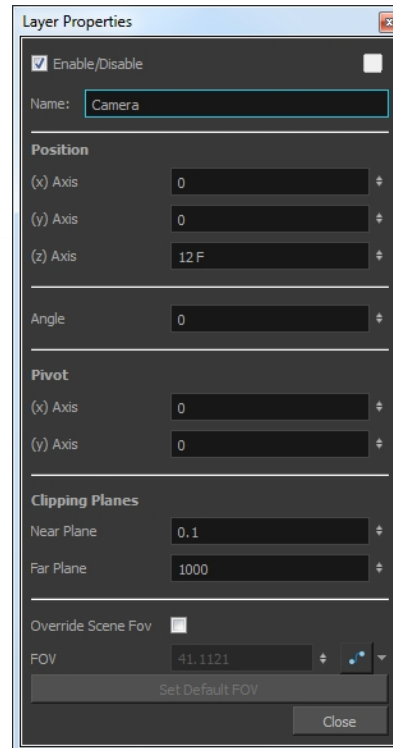 Layer Properties
Enable/Disable
Name: Camera
Position
(x) Axis 0
(y) Axis 0
(z) Axis 12 F
Angle 0
Pivot
(x) Axis 0
(y) Axis 0
Clipping Planes
Near Plane 0.1
Far Plane 1000
Override Scene Fov
FOV 41.1121
Set Default FOV
Close